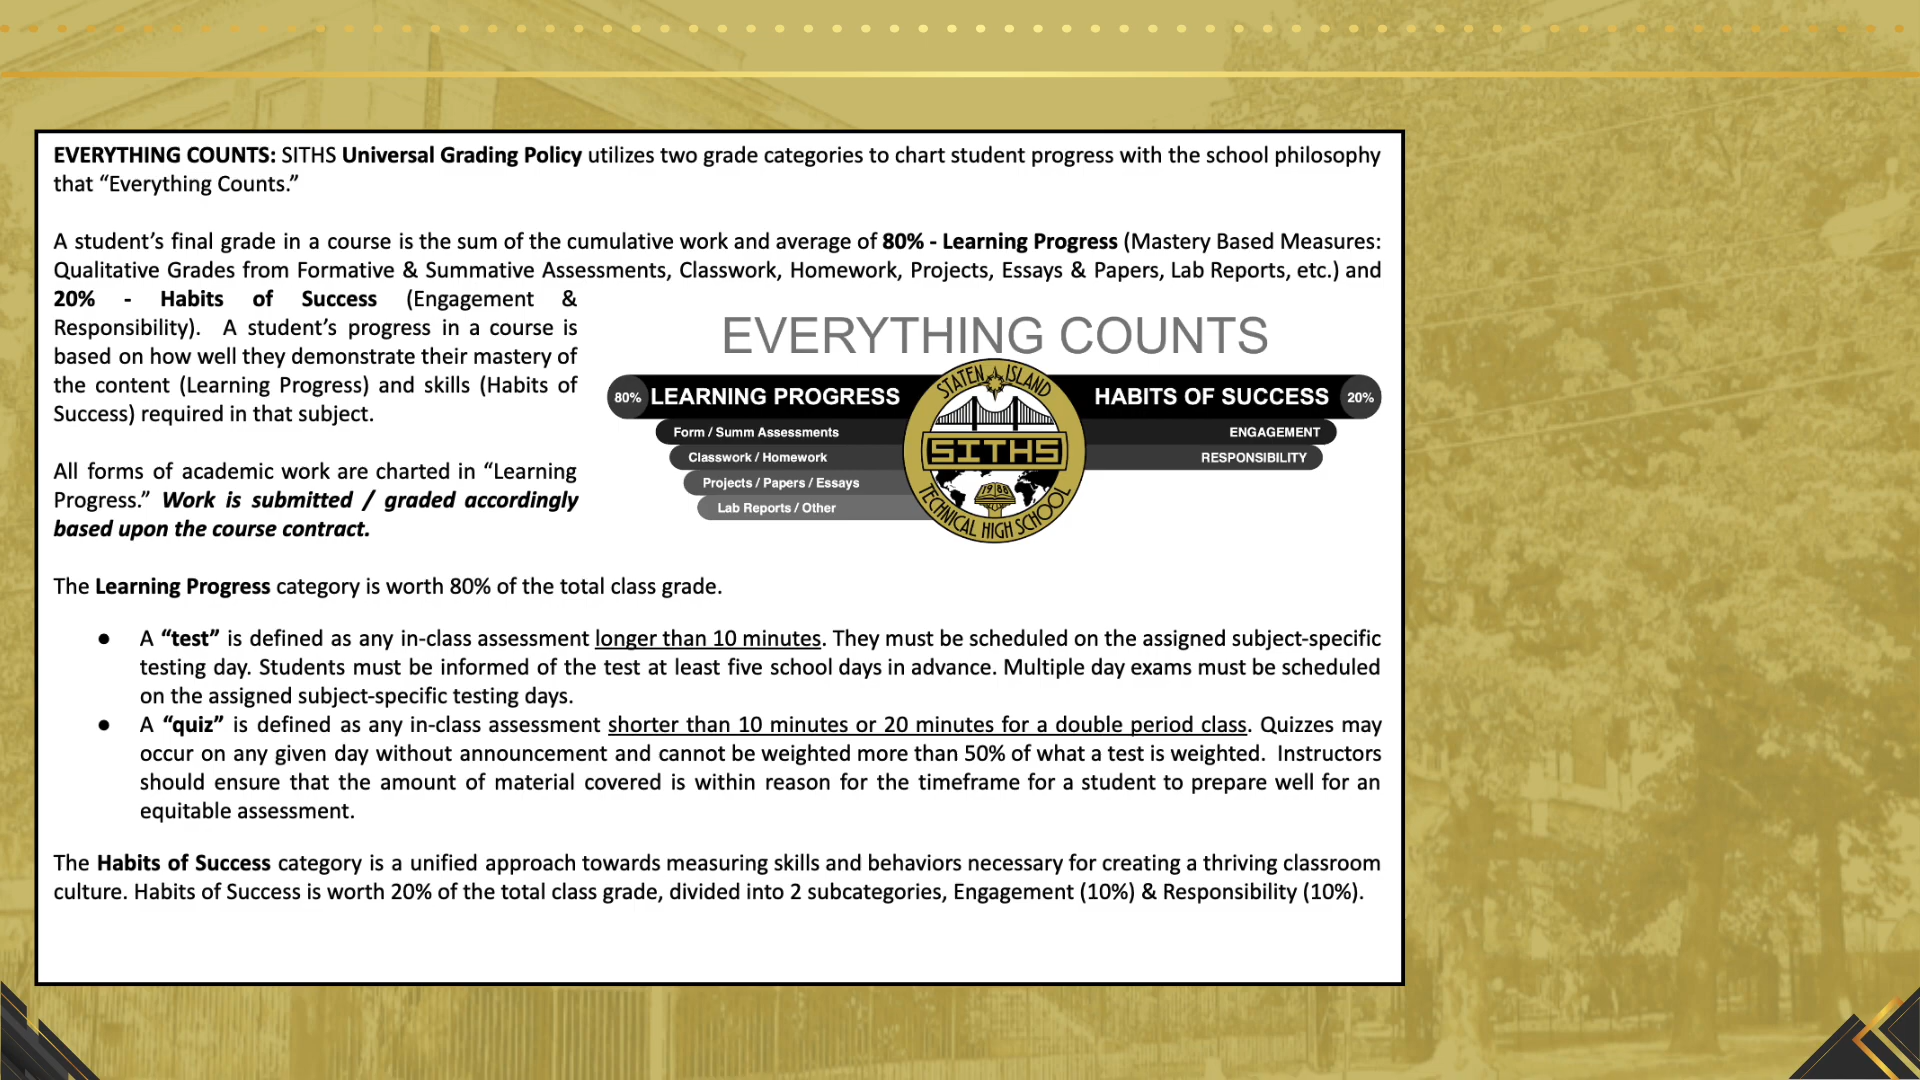 EVERYTHING COUNTS: SITHS Universal Grading Policy utilizes two grade categories to chart student progress with the school philosophy
that “Everything Counts.”
A student’s final grade in a course is the sum of the cumulative work and average of 80% - Learning Progress (Mastery Based Measures:
Qualitative Grades from Formative & Summative Assessments, Classwork, Homework, Projects, Essays & Papers, Lab Reports, etc.) and
20% - Habits of Success (Engagement &
Responsibility). A student’s progress in a course is
based on how well they demonstrate their mastery of
the content (Learning Progress) and skills (Habits of
Success) required in that subject.
All forms of academic work are charted in “Learning
Progress.” Work is submitted / graded accordingly
based upon the course contract.
EVERYTHING COUNTS
80% LEARNING PROGRESS
Form / Summ Assessments
Classwork / Homework
Projects / Papers / Essays
Lab Reports / Other
STATEN ISLAND
SITHS
1988
TECHNICAL HIGH SCHOOL
HABITS OF SUCCESS 20%
ENGAGEMENT
RESPONSIBILITY
The Learning Progress category is worth 80% of the total class grade.
● A “test” is defined as any in-class assessment longer than 10 minutes. They must be scheduled on the assigned subject-specific
testing day. Students must be informed of the test at least five school days in advance. Multiple day exams must be scheduled
on the assigned subject-specific testing days.
● A “quiz” is defined as any in-class assessment shorter than 10 minutes or 20 minutes for a double period class. Quizzes may
occur on any given day without announcement and cannot be weighted more than 50% of what a test is weighted. Instructors
should ensure that the amount of material covered is within reason for the timeframe for a student to prepare well for an
equitable assessment.
The Habits of Success category is a unified approach towards measuring skills and behaviors necessary for creating a thriving classroom
culture. Habits of Success is worth 20% of the total class grade, divided into 2 subcategories, Engagement (10%) & Responsibility (10%).